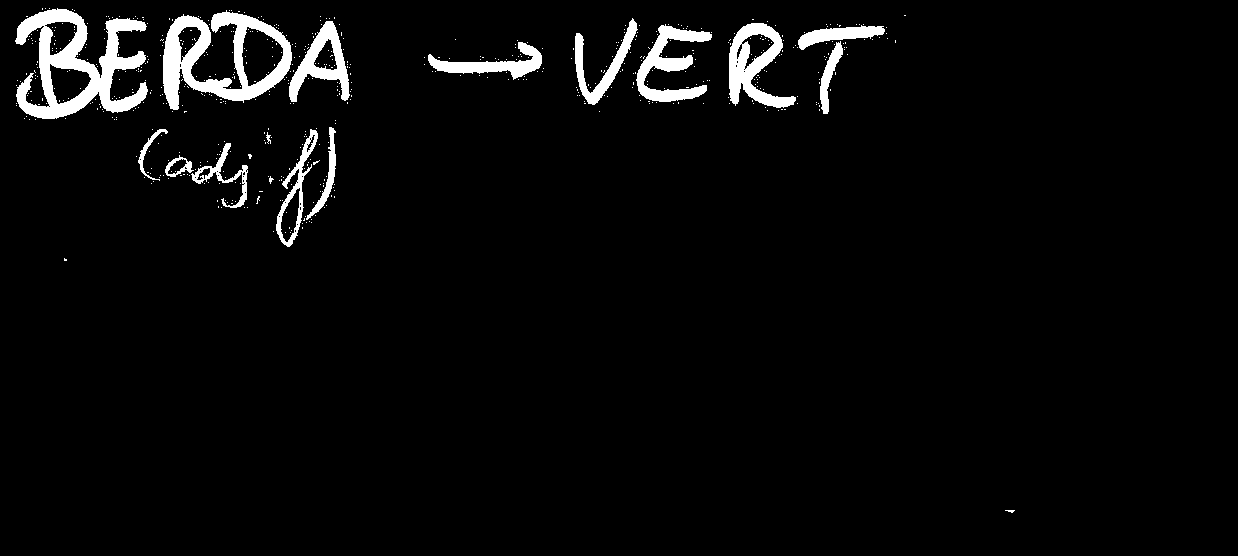 BERDA → VERT
(adj. f)